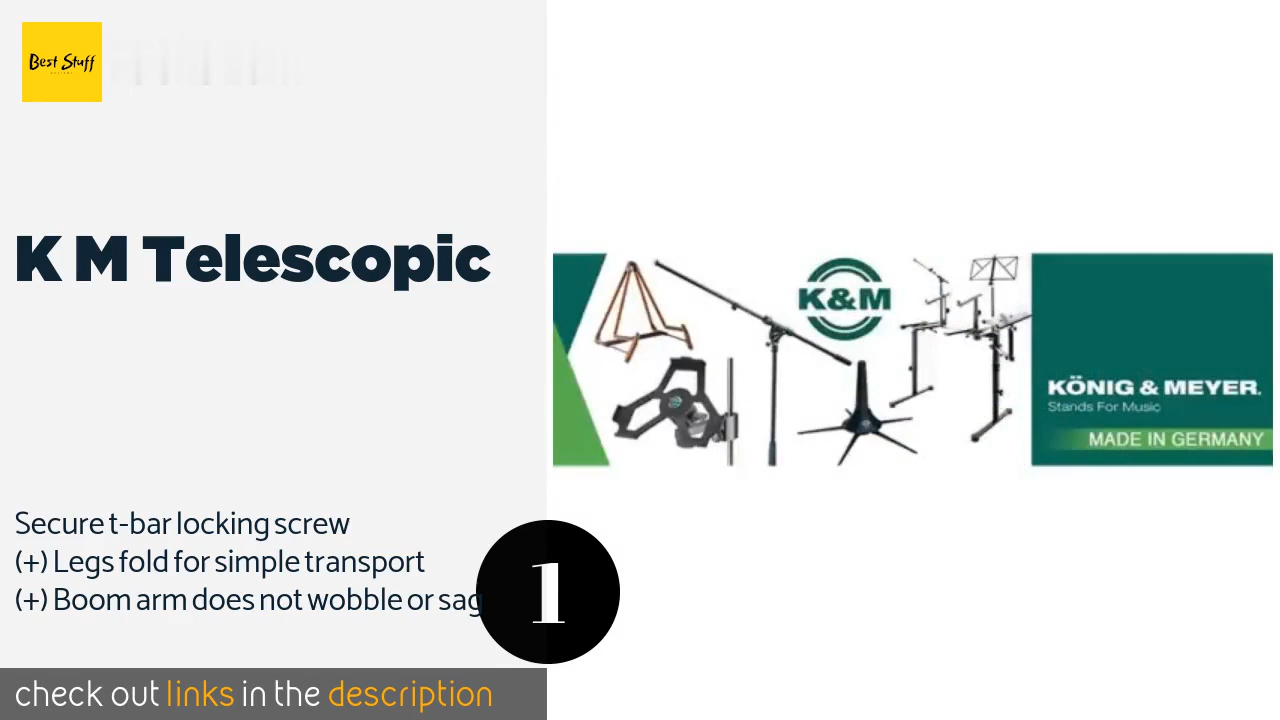 Best Stuff
K M Telescopic
K&M
KÖNIG & MEYER.
Stands For Music
MADE IN GERMANY
Secure t-bar locking screw
(+) Legs fold for simple transport
(+) Boom arm does not wobble or sag
1
check out links in the description